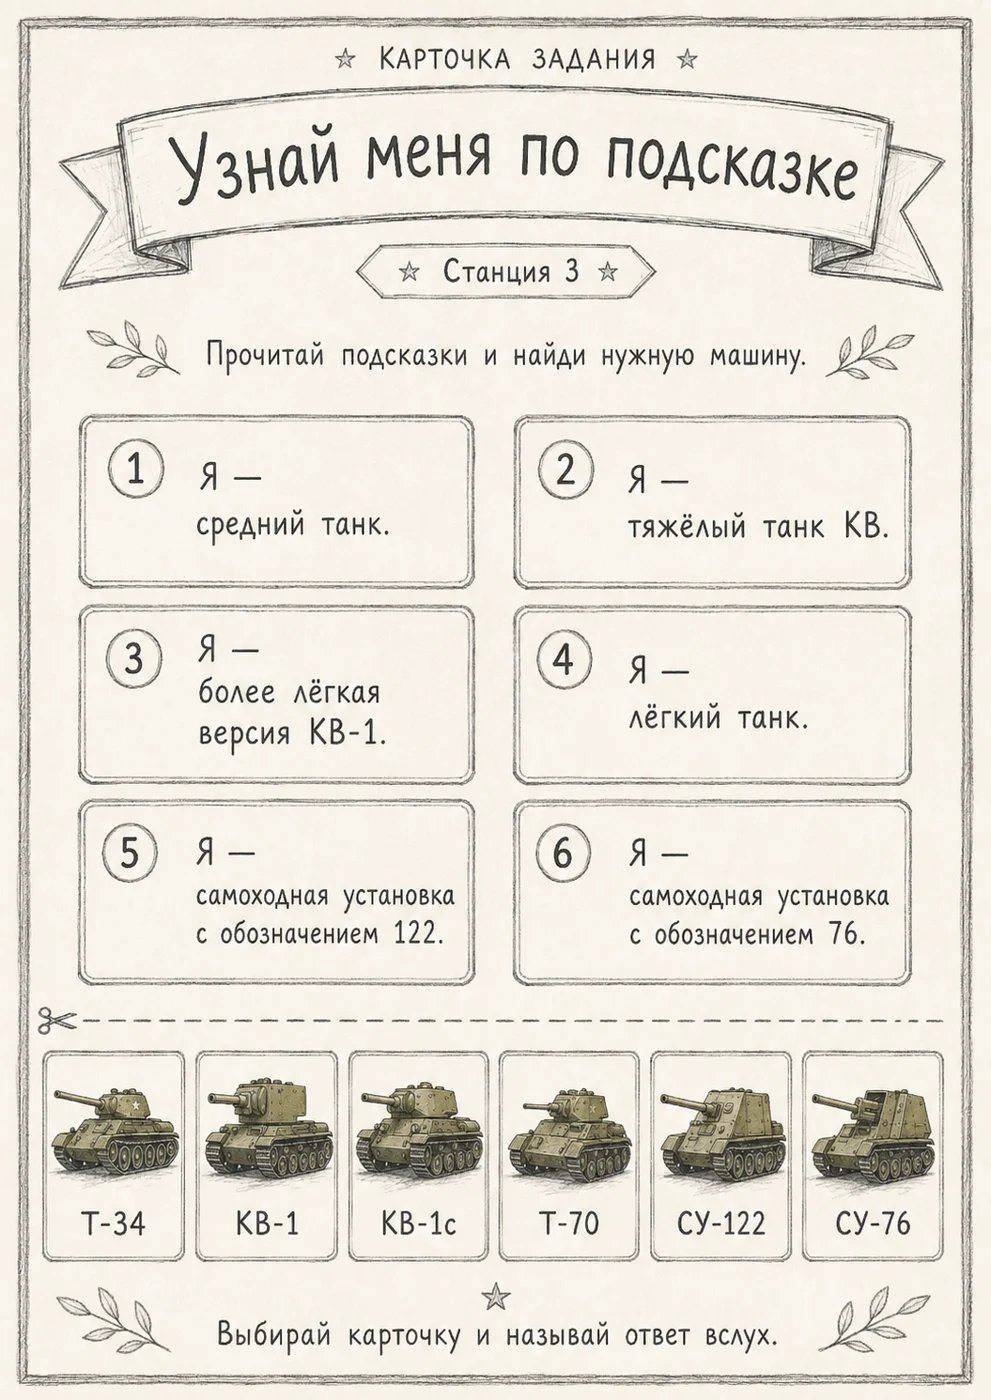 Карточка задания
Узнай меня по подсказке
Станция 3
Прочитай подсказки и найди нужную машину.
1
Я —
средний танк.
2
Я —
тяжёлый танк КВ.
3
Я —
более лёгкая
версия КВ-1.
4
Я —
лёгкий танк.
5
Я —
самоходная установка
с обозначением 122.
6
Я —
самоходная установка
с обозначением 76.
Т-34
КВ-1
КВ-1с
Т-70
СУ-122
СУ-76
Выбирай карточку и называй ответ вслух.